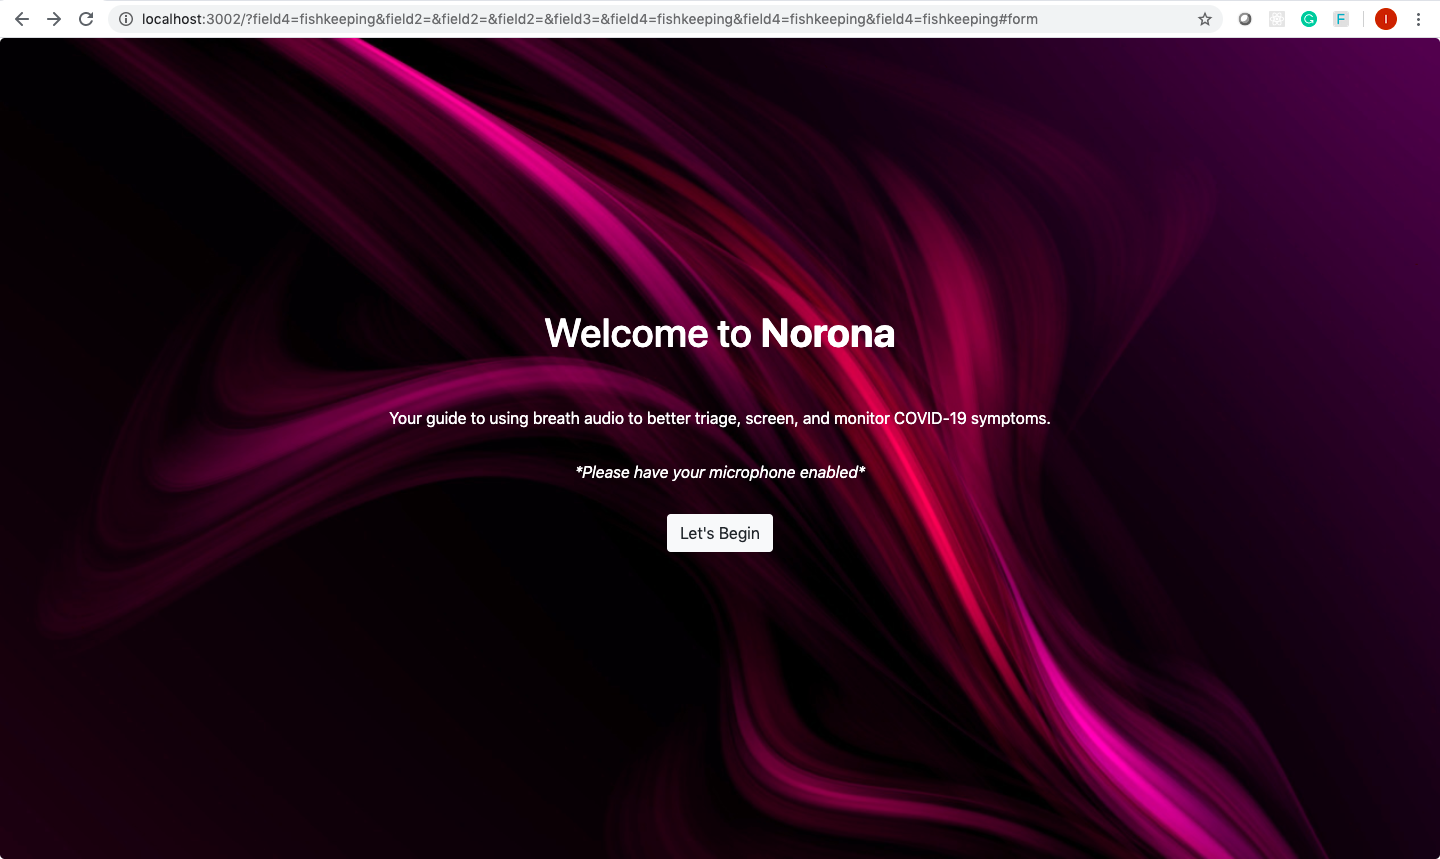 localhost:3002/?field4=fishkeeping&field2=&field2=&field2=&field3=&field4=fishkeeping&field4=fishkeeping&field4=fishkeeping#form
F
I
Welcome to Norona
Your guide to using breath audio to better triage, screen, and monitor COVID-19 symptoms.
*Please have your microphone enabled*
Let's Begin